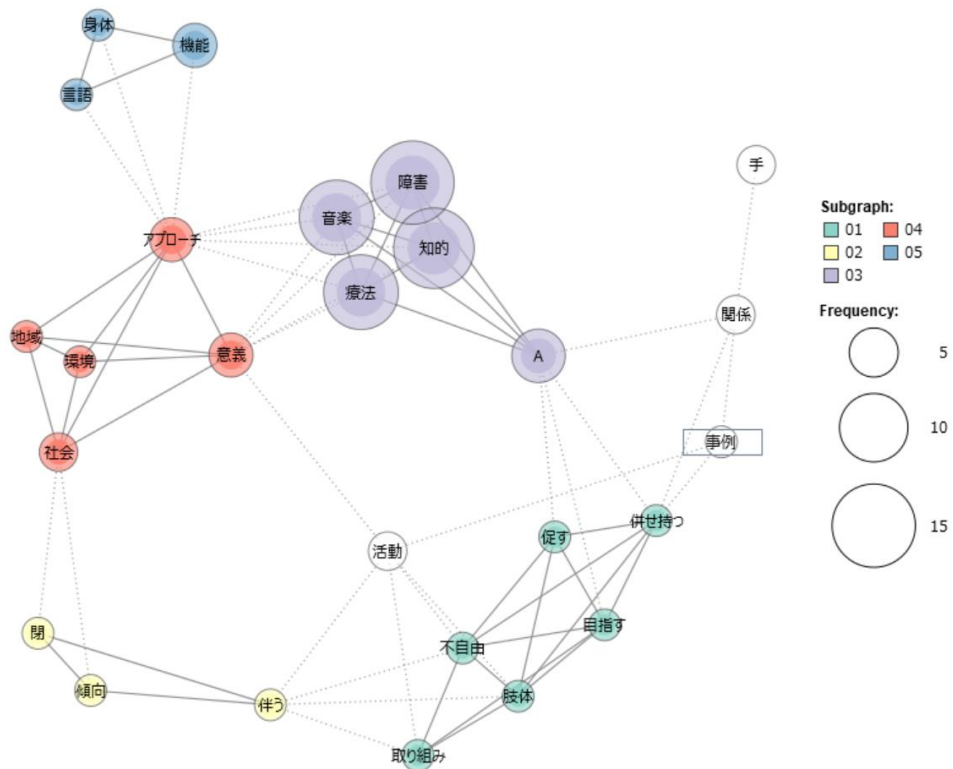 身体
機能
言語
障害
手
音楽
アプローチ
知的
療法
関係
地域
環境
意義
A
事例
社会
併せ持つ
促す
活動
閉
目指す
不自由
傾向
肢体
伴う
取り組み
Subgraph:
01 04
02 05
03
Frequency:
5
10
15